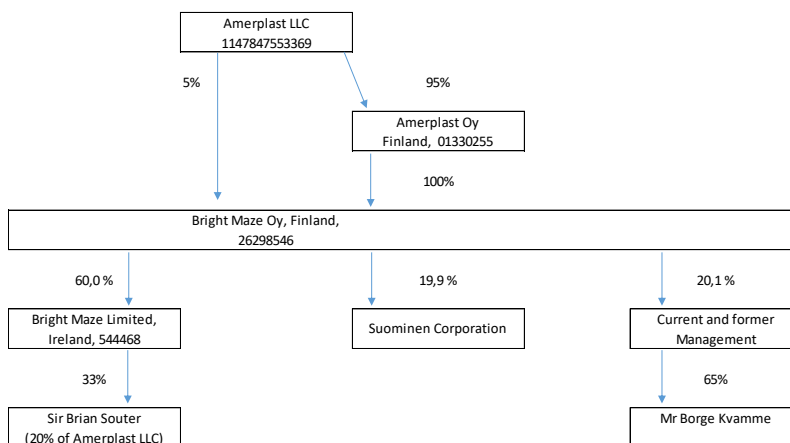 Amerplast LLC
1147847553369
5%
95%
Amerplast Oy
Finland, 01330255
100%
Bright Maze Oy, Finland,
26298546
60,0 %
19,9 %
20,1 %
Bright Maze Limited,
Ireland, 544468
Suominen Corporation
Current and former
Management
33%
65%
Sir Brian Souter
(20% of Amerplast LLC)
Mr Borge Kvamme